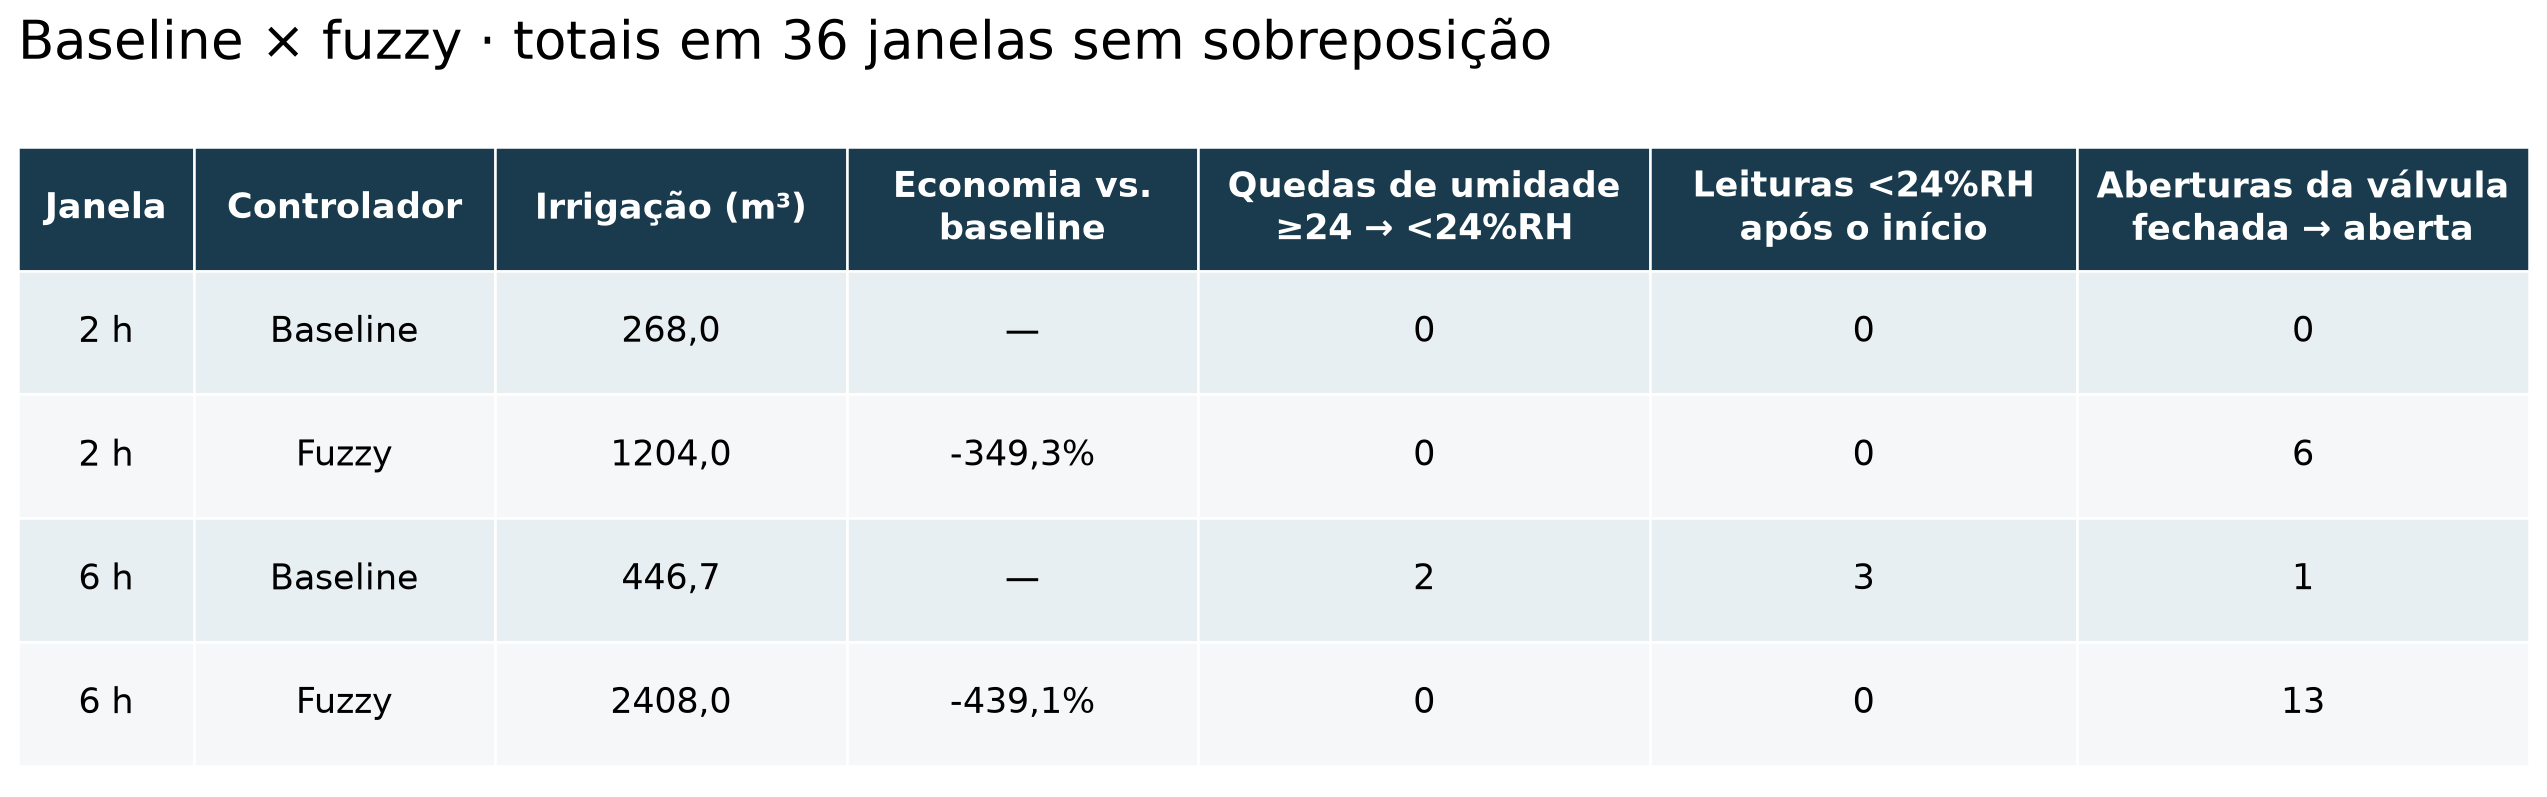 Baseline × fuzzy · totais em 36 janelas sem sobreposição
Janela Controlador Irrigação (m³) Economia vs. baseline Quedas de umidade ≥24 → <24%RH Leituras <24%RH após o início Aberturas da válvula fechada → aberta
2 h Baseline 268,0 — 0 0 0
2 h Fuzzy 1204,0 -349,3% 0 0 6
6 h Baseline 446,7 — 2 3 1
6 h Fuzzy 2408,0 -439,1% 0 0 13